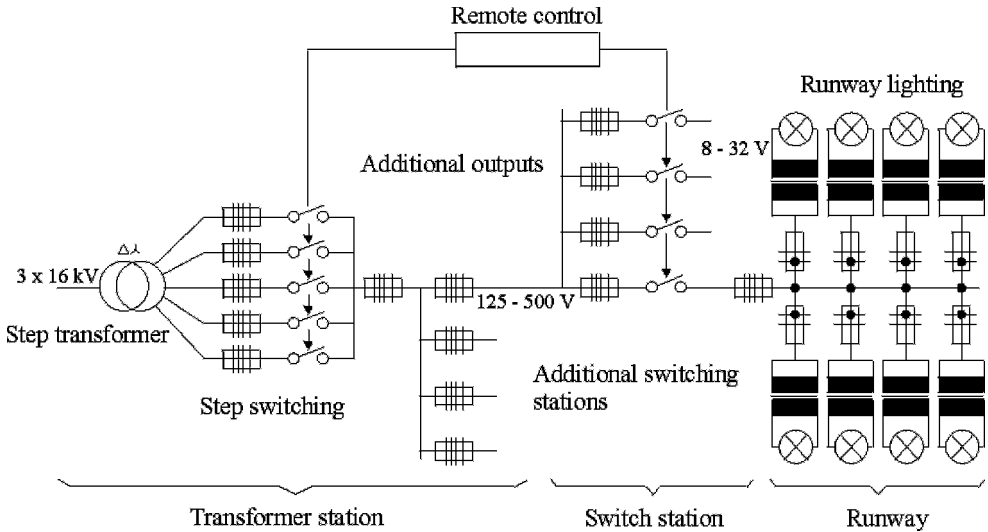 Remote control
Runway lighting
8 - 32 V
Additional outputs
3 x 16 kV
125 - 500 V
Step transformer
Additional switching
stations
Step switching
Transformer station
Switch station
Runway